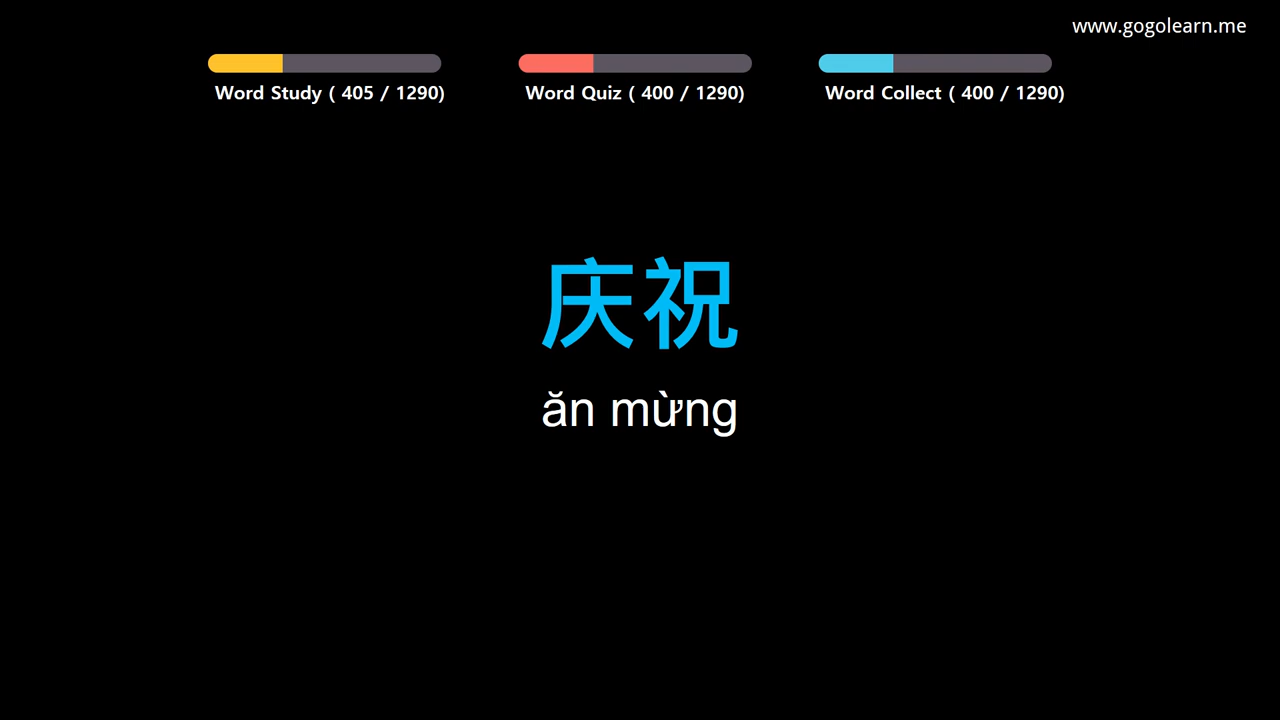 www.gogolearn.me
Word Study ( 405 / 1290)
Word Quiz ( 400 / 1290)
Word Collect ( 400 / 1290)
庆祝
ăn mừng